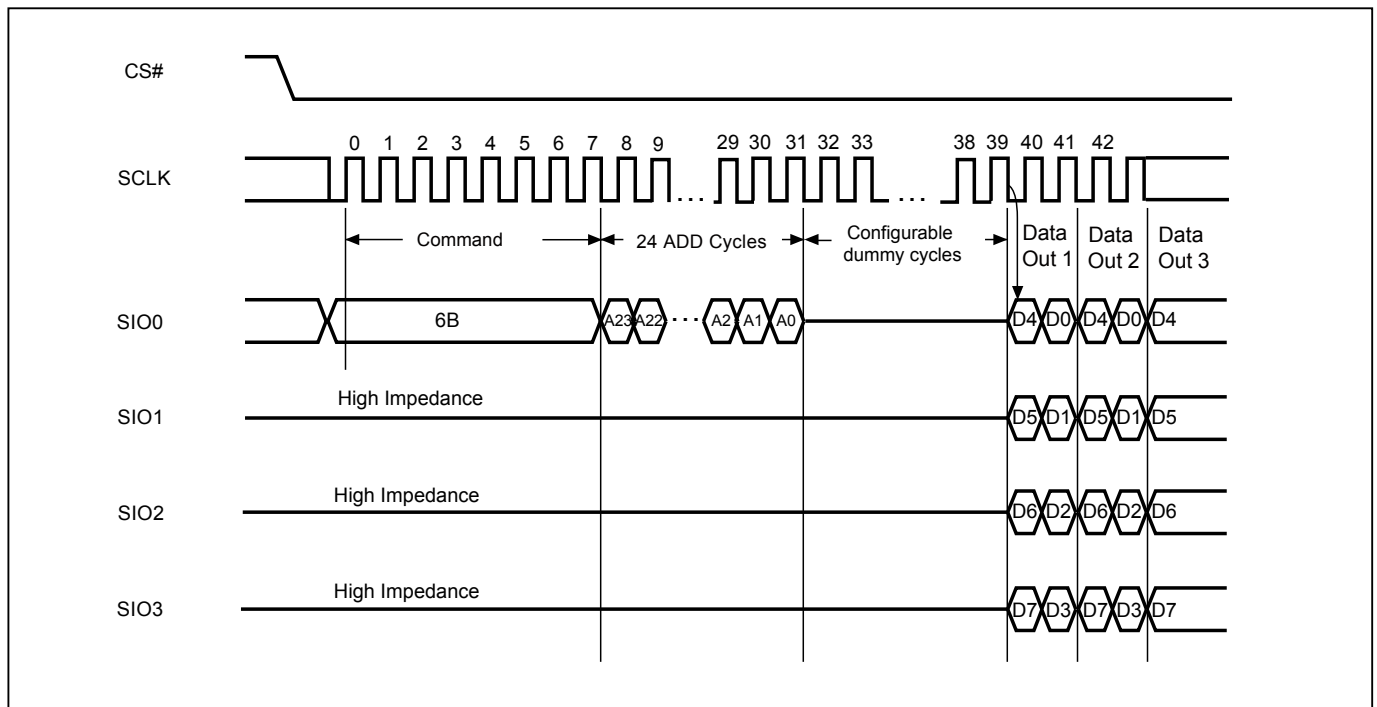 CS#
0 1 2 3 4 5 6 7 8 9 29 30 31 32 33 38 39 40 41 42
SCLK
Command
24 ADD Cycles
Configurable
dummy cycles
Data
Out 1
Data
Out 2
Data
Out 3
SIO0
6B
A23 A22 ··· A2 A1 A0
D4 D0 D4 D0 D4
High Impedance
SIO1
D5 D1 D5 D1 D5
High Impedance
SIO2
D6 D2 D6 D2 D6
High Impedance
SIO3
D7 D3 D7 D3 D7